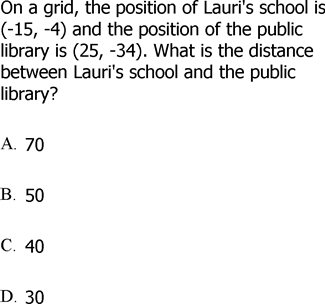 On a grid, the position of Lauri's school is
(-15, -4) and the position of the public
library is (25, -34). What is the distance
between Lauri's school and the public
library?
A. 70
B. 50
C. 40
D. 30